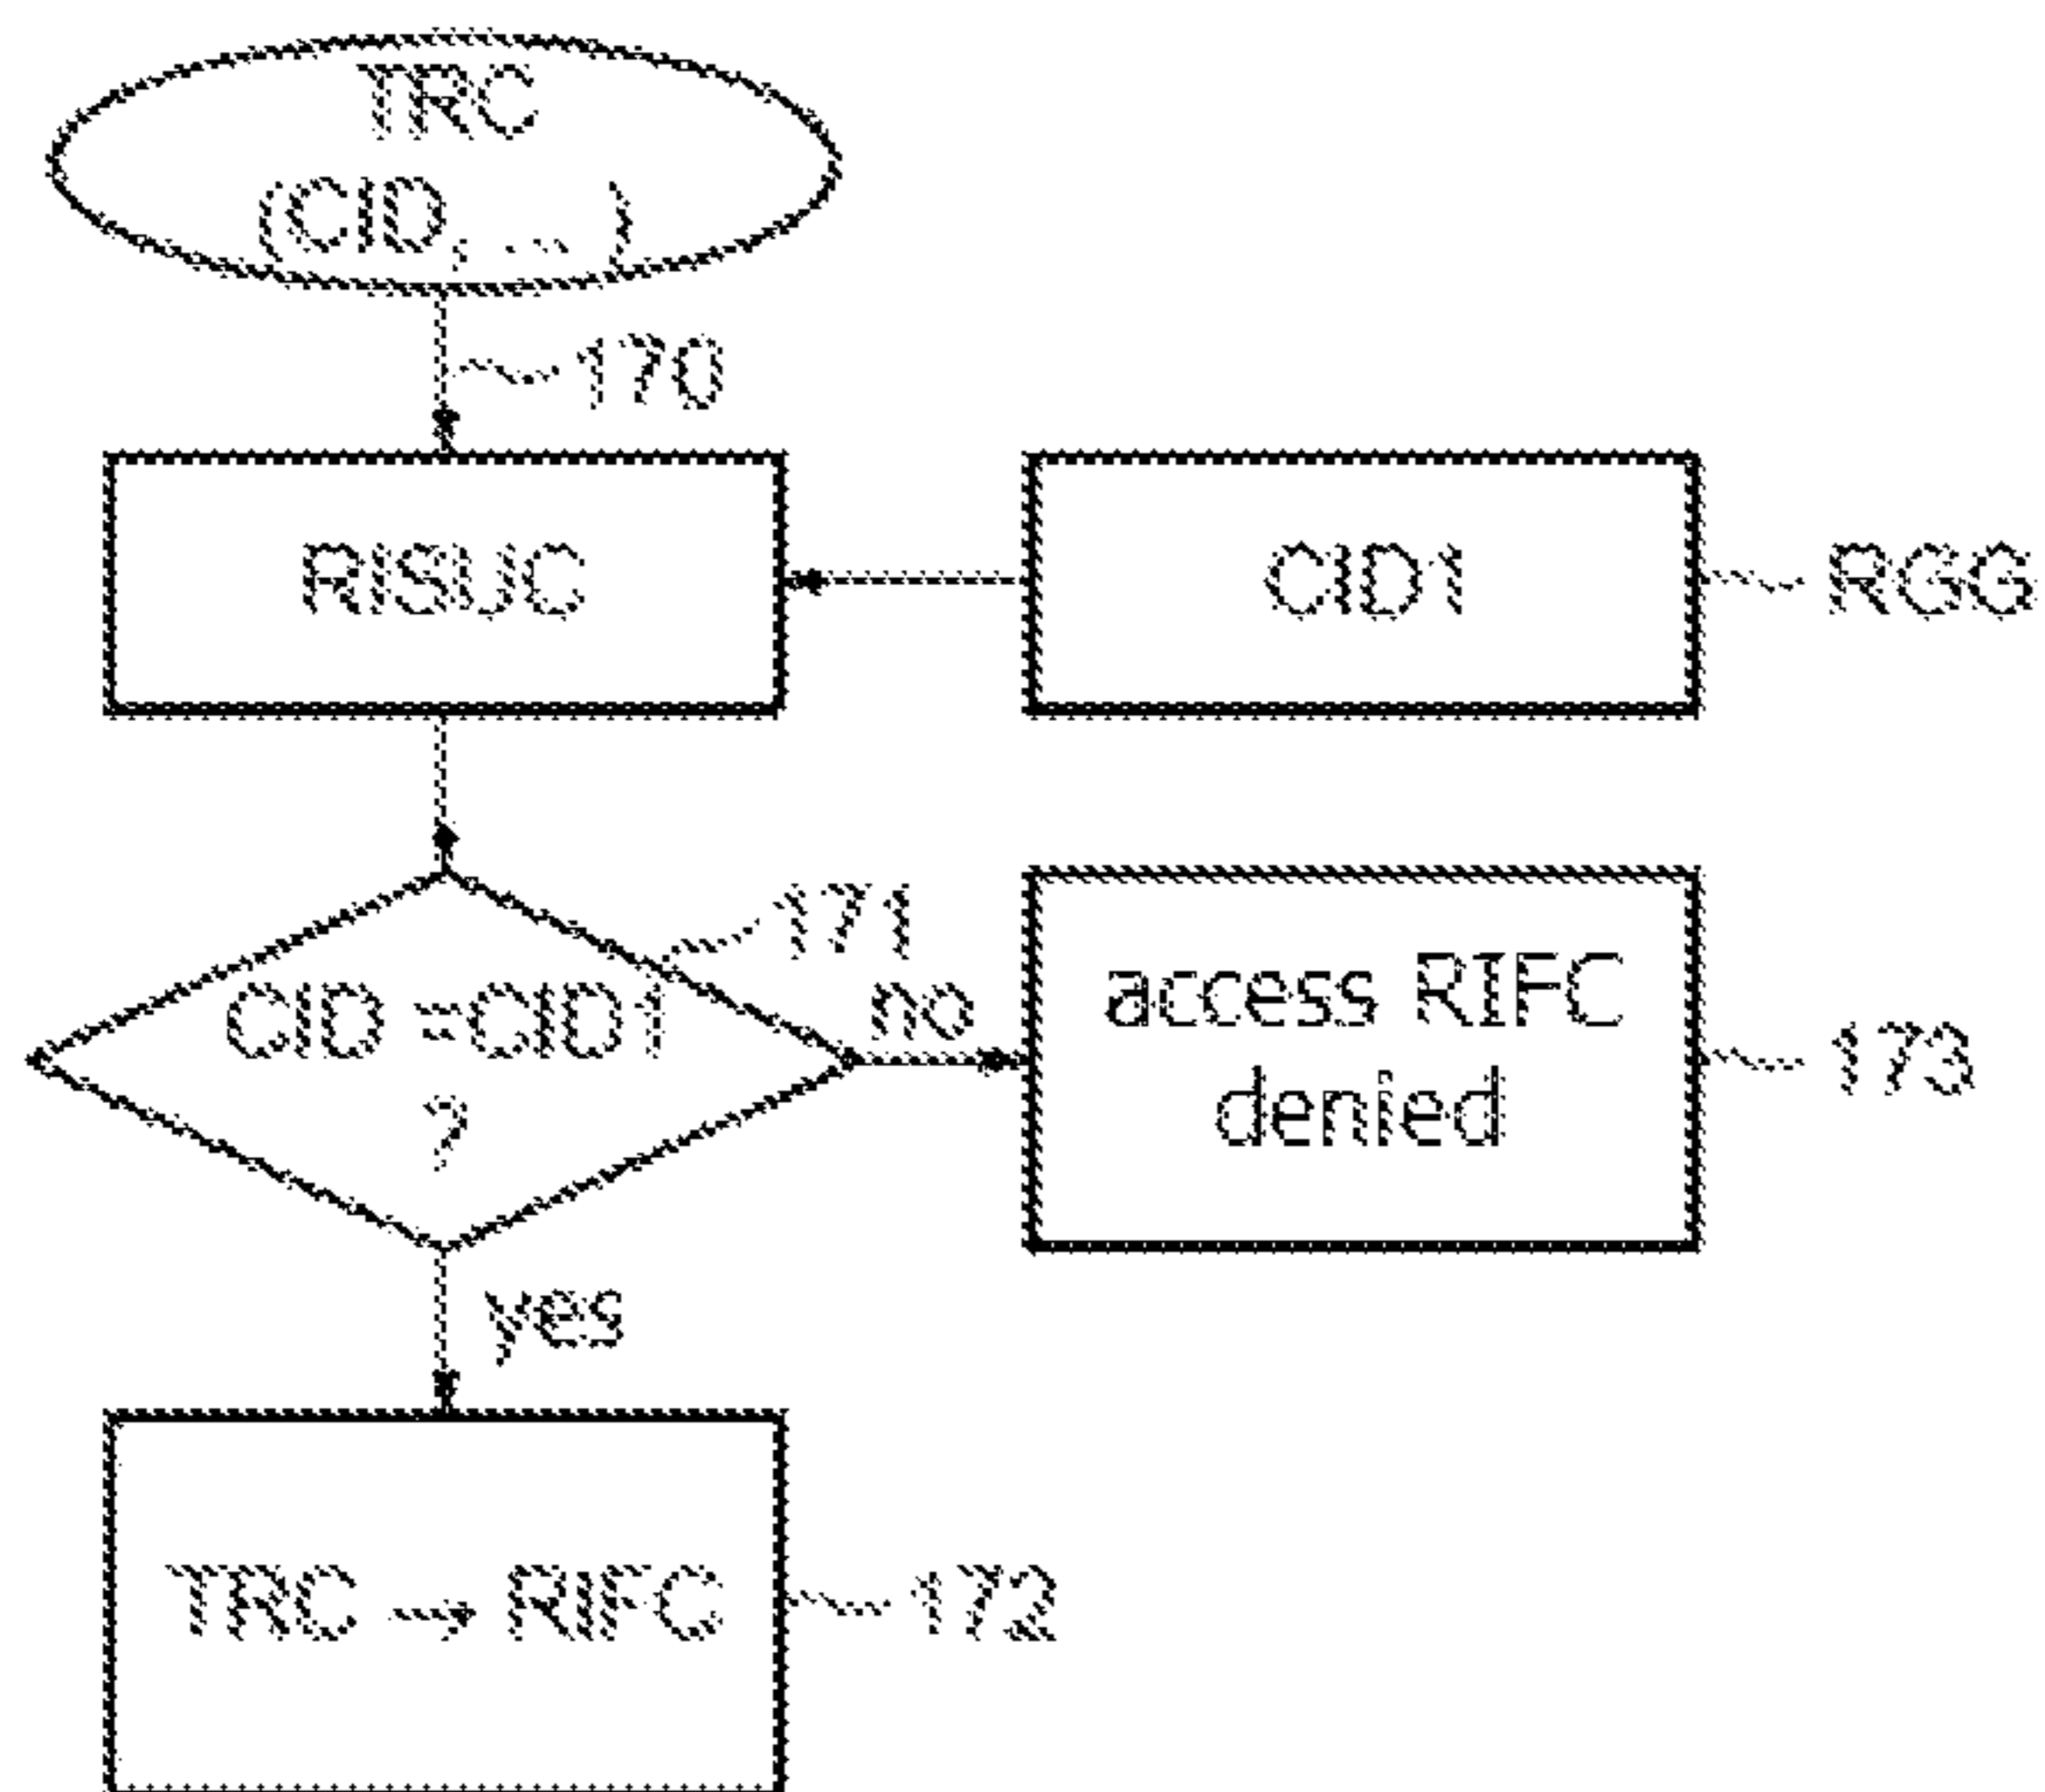 TRC
(CID, ... )
170
RISUC
CID1
RGG
171
CID =CID1
?
no
access RIFC
denied
173
yes
TRC → RIFC
172